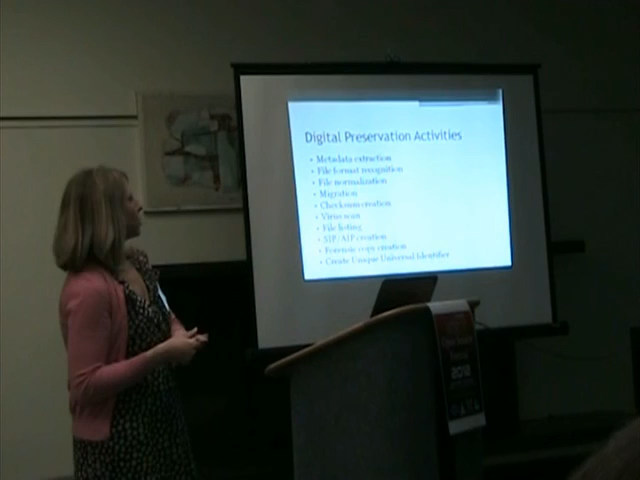 Digital Preservation Activities
• Metadata extraction
• File format recognition
• File normalization
• Migration
• Checksum creation
• Virus scan
• File listing
• SIP/AIP creation
• Forensic copy creation
• Create Unique Universal Identifier